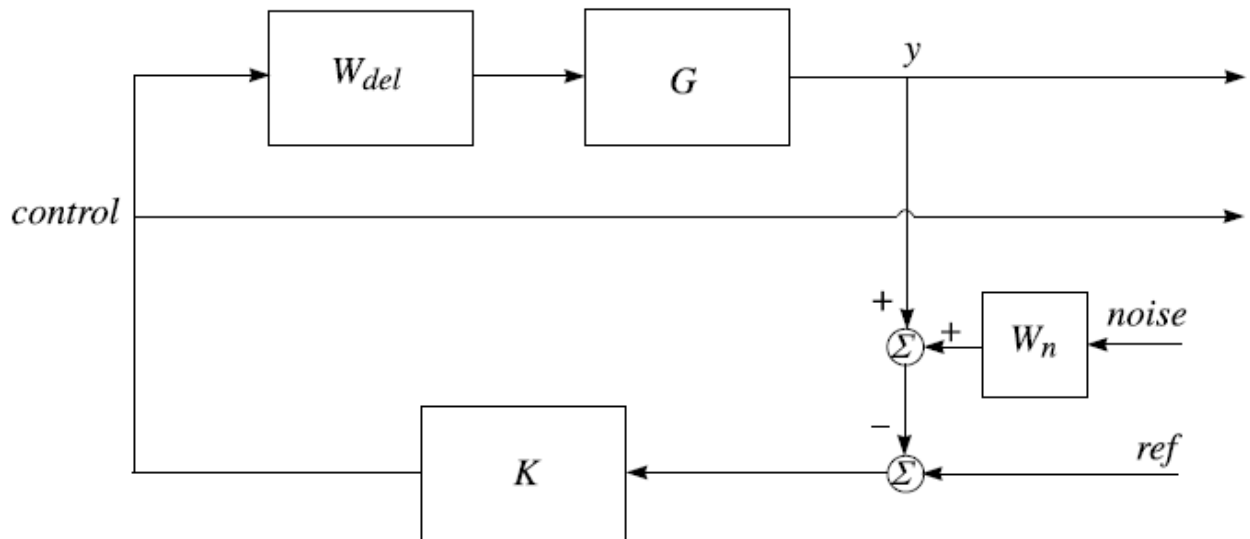 W_del
G
y
control
+
+
W_n
noise
Σ
−
ref
K
Σ